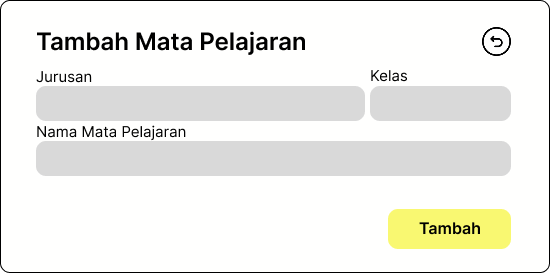 Tambah Mata Pelajaran
Jurusan
Kelas
Nama Mata Pelajaran
Tambah